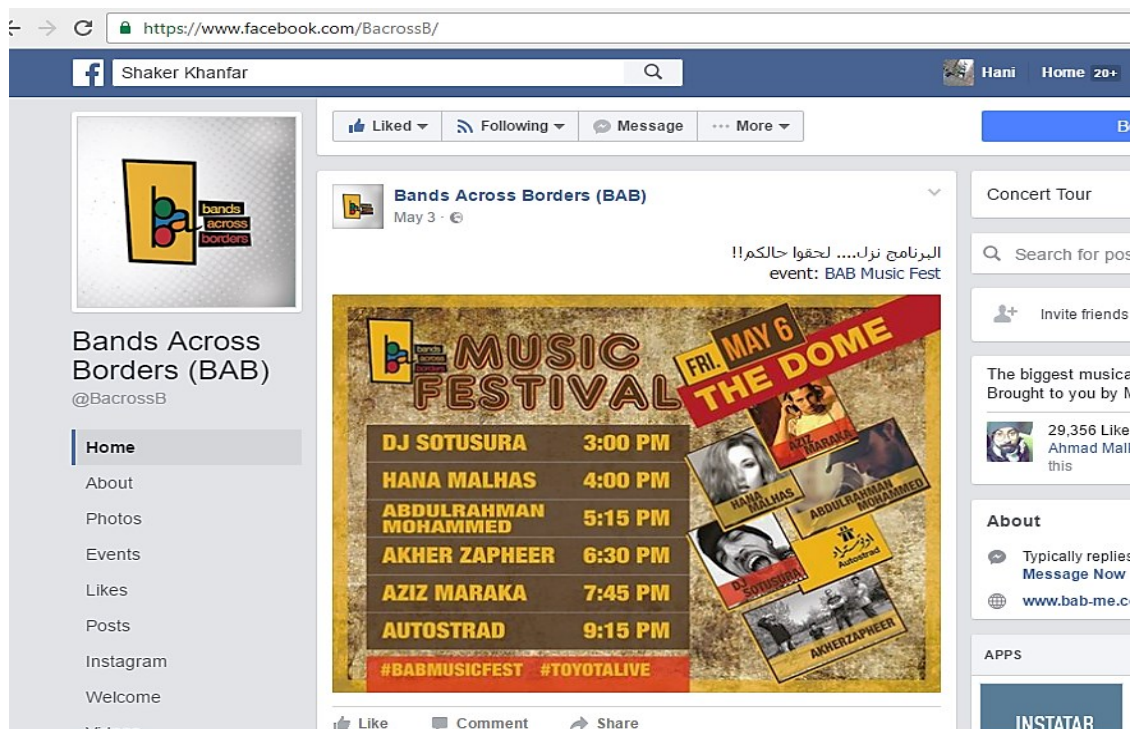 https://www.facebook.com/BacrossB/
Shaker Khanfar
Hani Home 20+
bands
across
borders
Bands Across
Borders (BAB)
@BacrossB
Home
About
Photos
Events
Likes
Posts
Instagram
Welcome
Liked
Following
Message
More
Bands Across Borders (BAB)
May 3
البرنامج نزل.... لحقوا حالكم!!
event: BAB Music Fest
bands
across
borders
MUSIC
FESTIVAL
FRI. MAY 6
THE DOME
DJ SOTUSURA 3:00 PM
HANA MALHAS 4:00 PM
ABDULRAHMAN
MOHAMMED 5:15 PM
AKHER ZAPHEER 6:30 PM
AZIZ MARAKA 7:45 PM
AUTOSTRAD 9:15 PM
#BABMUSICFEST #TOYOTALIVE
AZIZ
MARAKA
HANA
MALHAS
ABDULRAHMAN
MOHAMMED
DJ
SOTUSURA
اوتوستراد
Autostrad
AKHERZAPHEER
Like Comment Share
Concert Tour
Search for pos
Invite friends
The biggest musica
Brought to you by M
29,356 Like
Ahmad Mal
this
About
Typically replies
Message Now
www.bab-me.c
APPS
INSTATAB